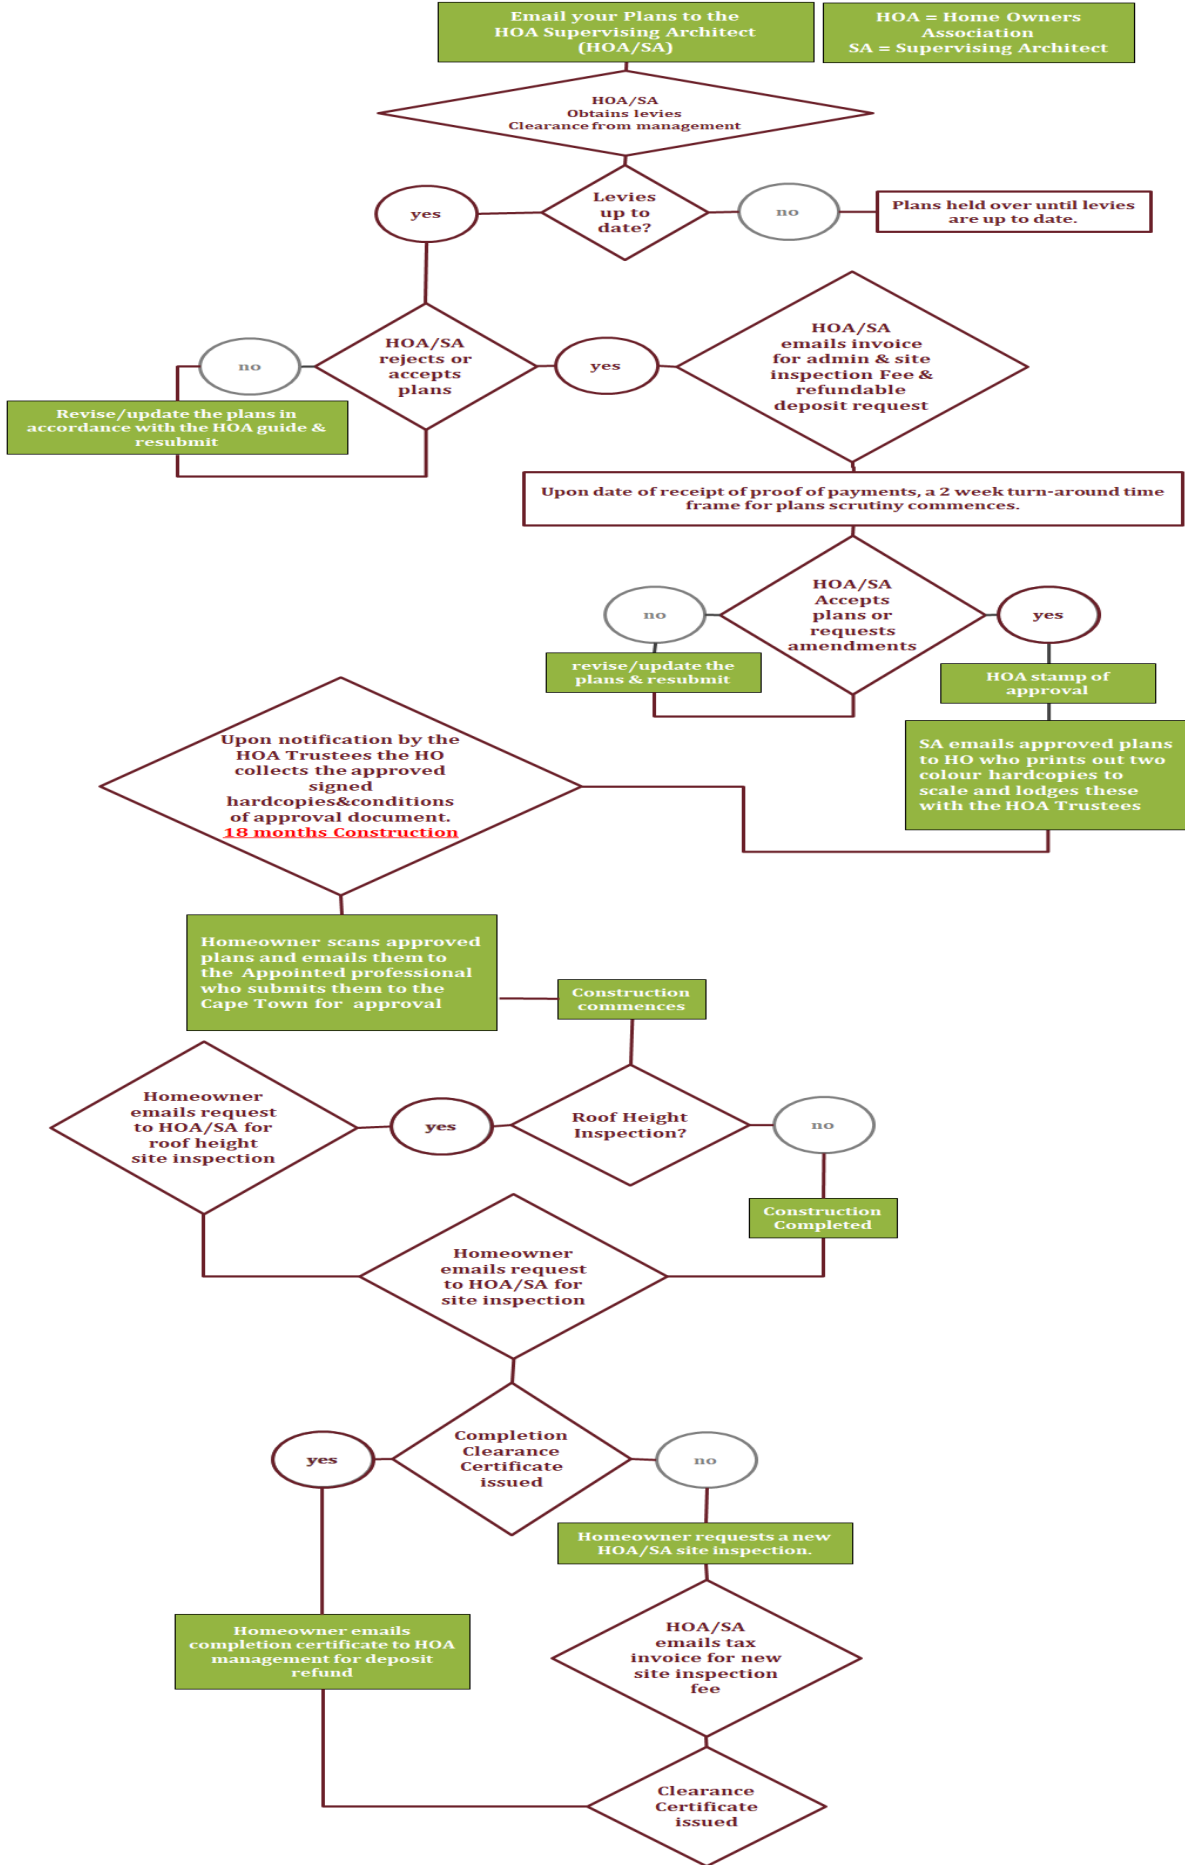 Email your Plans to the
HOA Supervising Architect
(HOA/SA)
HOA = Home Owners
Association
SA = Supervising Architect
HOA/SA
Obtains levies
Clearance from management
Levies
up to
date?
yes
no
Plans held over until levies
are up to date.
HOA/SA
rejects or
accepts
plans
no
yes
HOA/SA
emails invoice
for admin & site
inspection Fee &
refundable
deposit request
Revise/update the plans in
accordance with the HOA guide &
resubmit
Upon date of receipt of proof of payments, a 2 week turn-around time
frame for plans scrutiny commences.
HOA/SA
Accepts
plans or
requests
amendments
no
yes
revise/update the
plans & resubmit
HOA stamp of
approval
SA emails approved plans
to HO who prints out two
colour hardcopies to
scale and lodges these
with the HOA Trustees
Upon notification by the
HOA Trustees the HO
collects the approved
signed
hardcopies&conditions
of approval document.
18 months Construction
Homeowner scans approved
plans and emails them to
the Appointed professional
who submits them to the
Cape Town for approval
Construction
commences
Homeowner
emails request
to HOA/SA for
roof height
site inspection
yes
Roof Height
Inspection?
no
Construction
Completed
Homeowner
emails request
to HOA/SA for
site inspection
Completion
Clearance
Certificate
issued
yes
no
Homeowner requests a new
HOA/SA site inspection.
Homeowner emails
completion certificate to HOA
management for deposit
refund
HOA/SA
emails tax
invoice for new
site inspection
fee
Clearance
Certificate
issued